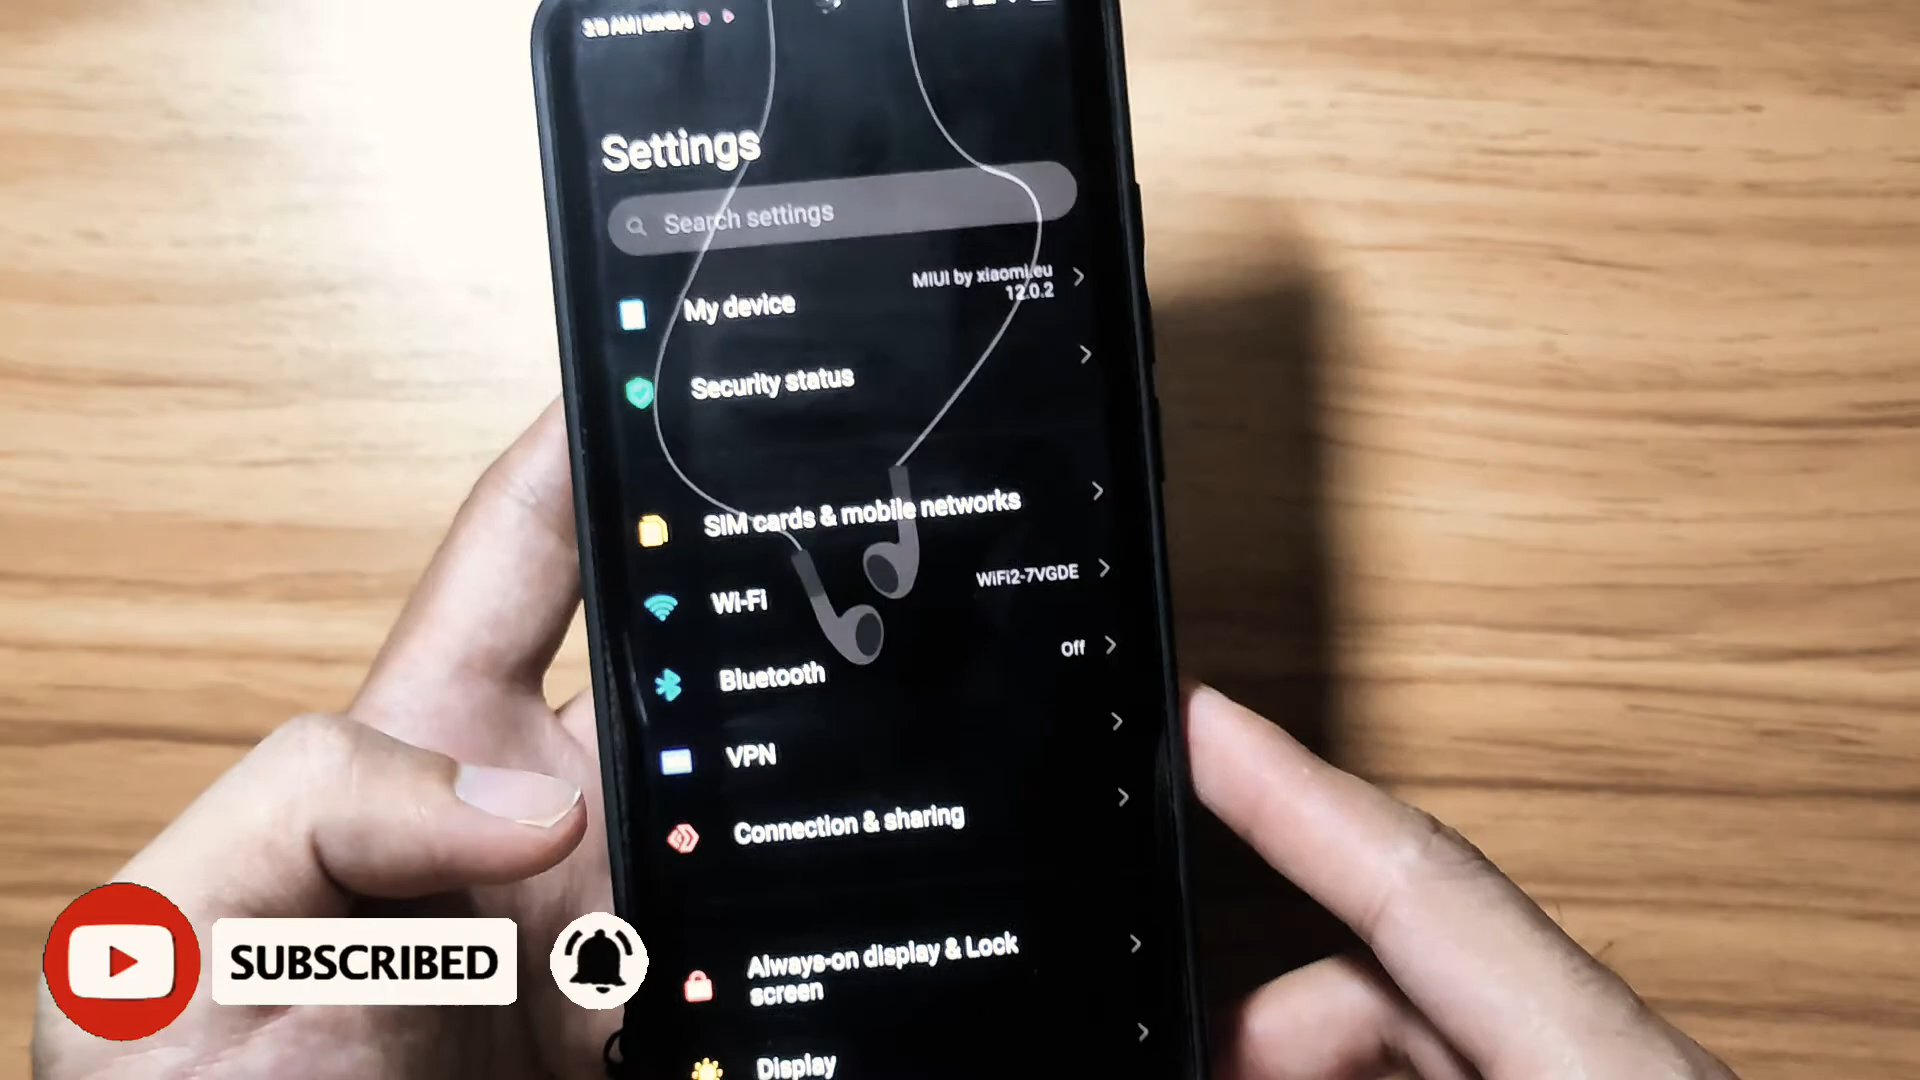 Settings
Search settings
My device
MIUI by xiaomi.eu
12.0.2
Security status
SIM cards & mobile networks
Wi-Fi
WiFi2-7VGDE
Bluetooth
Off
VPN
Connection & sharing
Always-on display & Lock
screen
Display
SUBSCRIBED